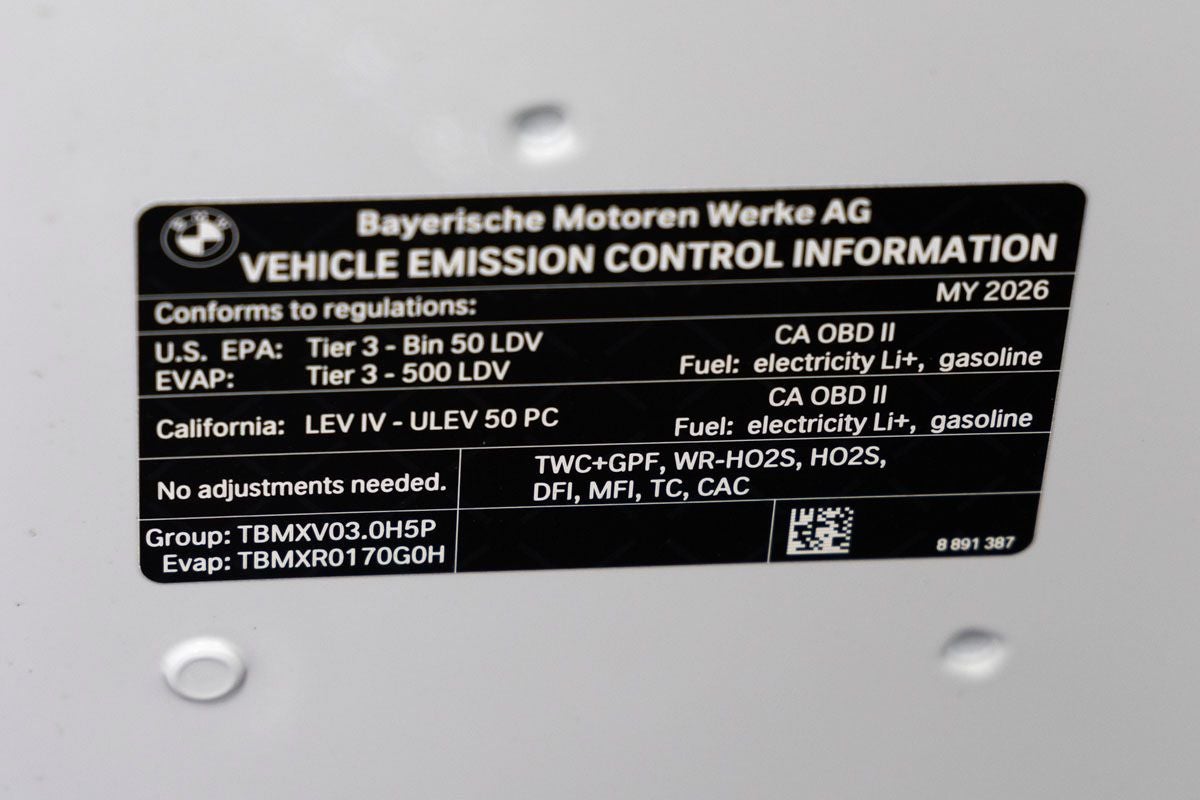 BMW
Bayerische Motoren Werke AG
VEHICLE EMISSION CONTROL INFORMATION
Conforms to regulations: MY 2026
U.S. EPA: Tier 3 - Bin 50 LDV CA OBD II
EVAP: Tier 3 - 500 LDV Fuel: electricity Li+, gasoline
California: LEV IV - ULEV 50 PC CA OBD II
Fuel: electricity Li+, gasoline
No adjustments needed. TWC+GPF, WR-HO2S, HO2S,
DFI, MFI, TC, CAC
Group: TBMXV03.0H5P
Evap: TBMXR0170G0H
8 891 387